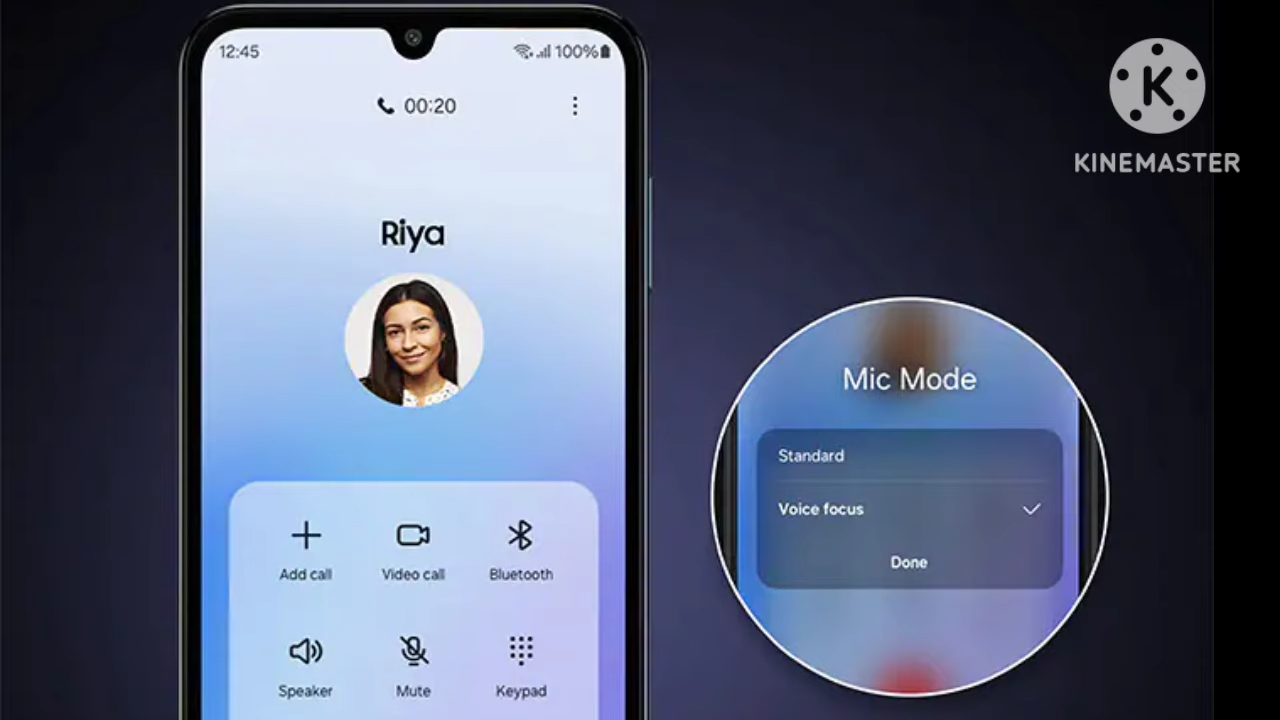 12:45
100%
00:20
Riya
Add call
Video call
Bluetooth
Speaker
Mute
Keypad
Mic Mode
Standard
Voice focus
Done
K
KINEMASTER